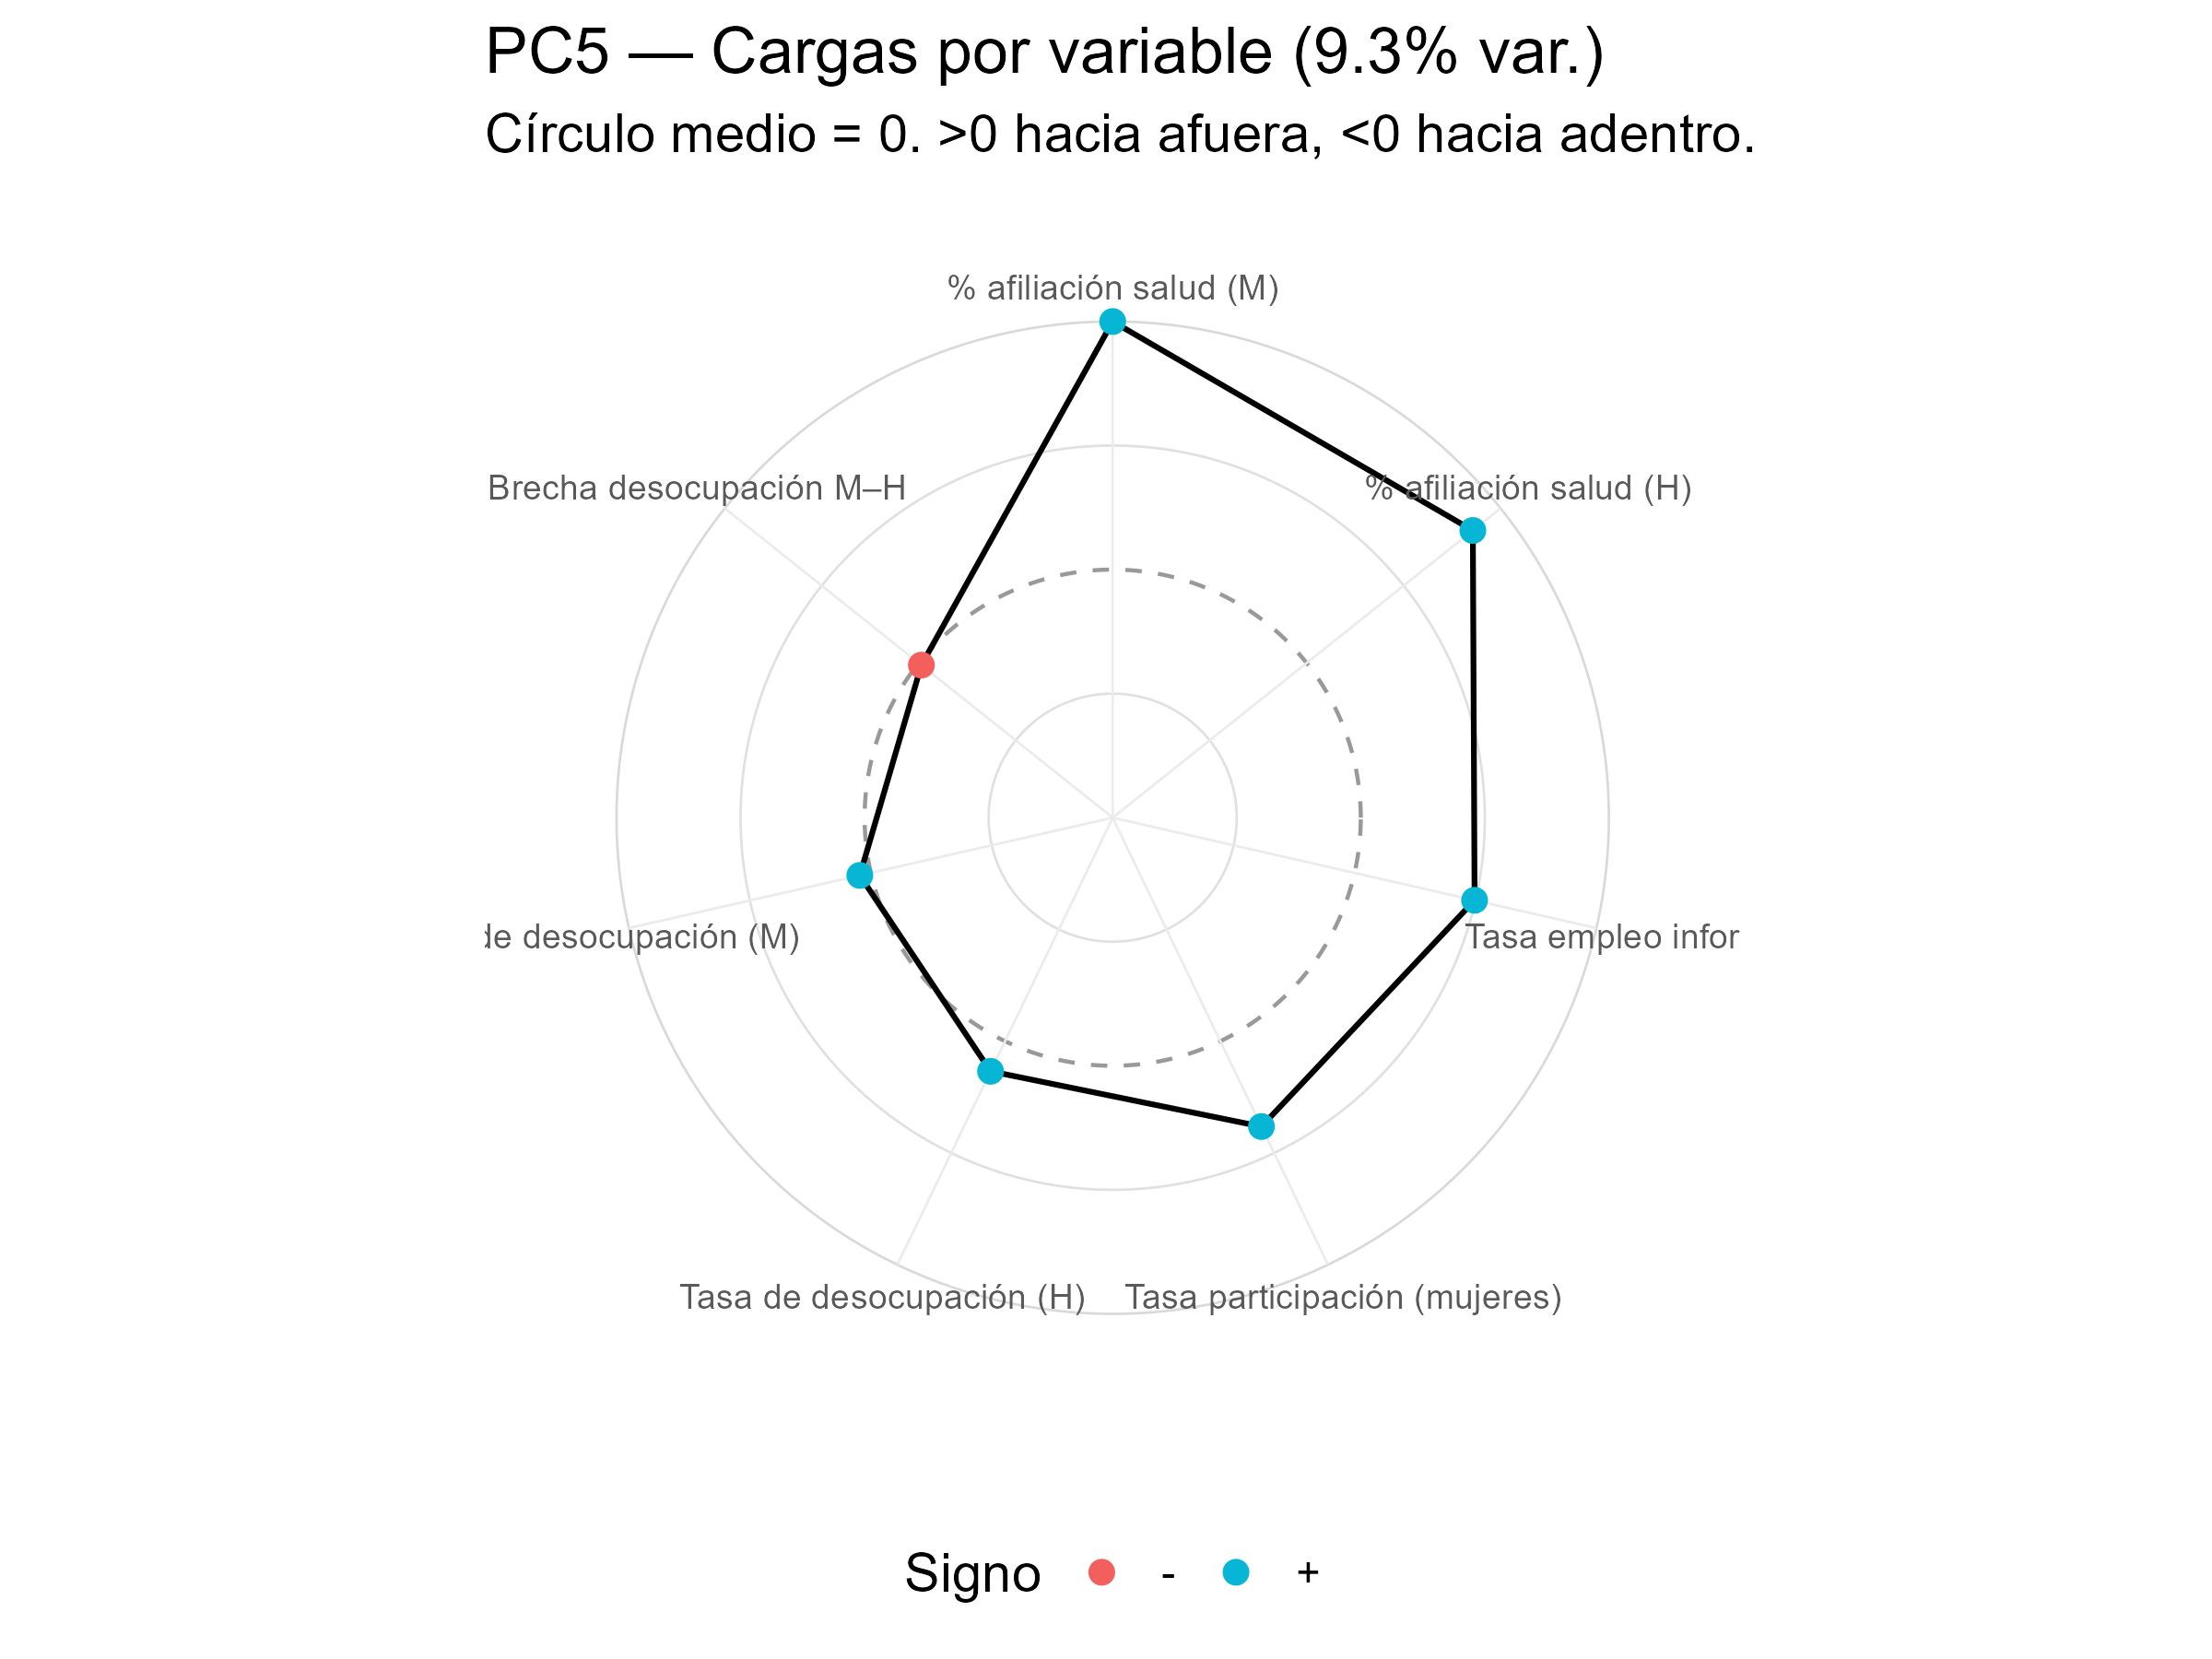 PC5 — Cargas por variable (9.3% var.)
Círculo medio = 0. >0 hacia afuera, <0 hacia adentro.
% afiliación salud (M)
Brecha desocupación M–H
% afiliación salud (H)
de desocupación (M)
Tasa empleo infor
Tasa de desocupación (H)
Tasa participación (mujeres)
Signo - +